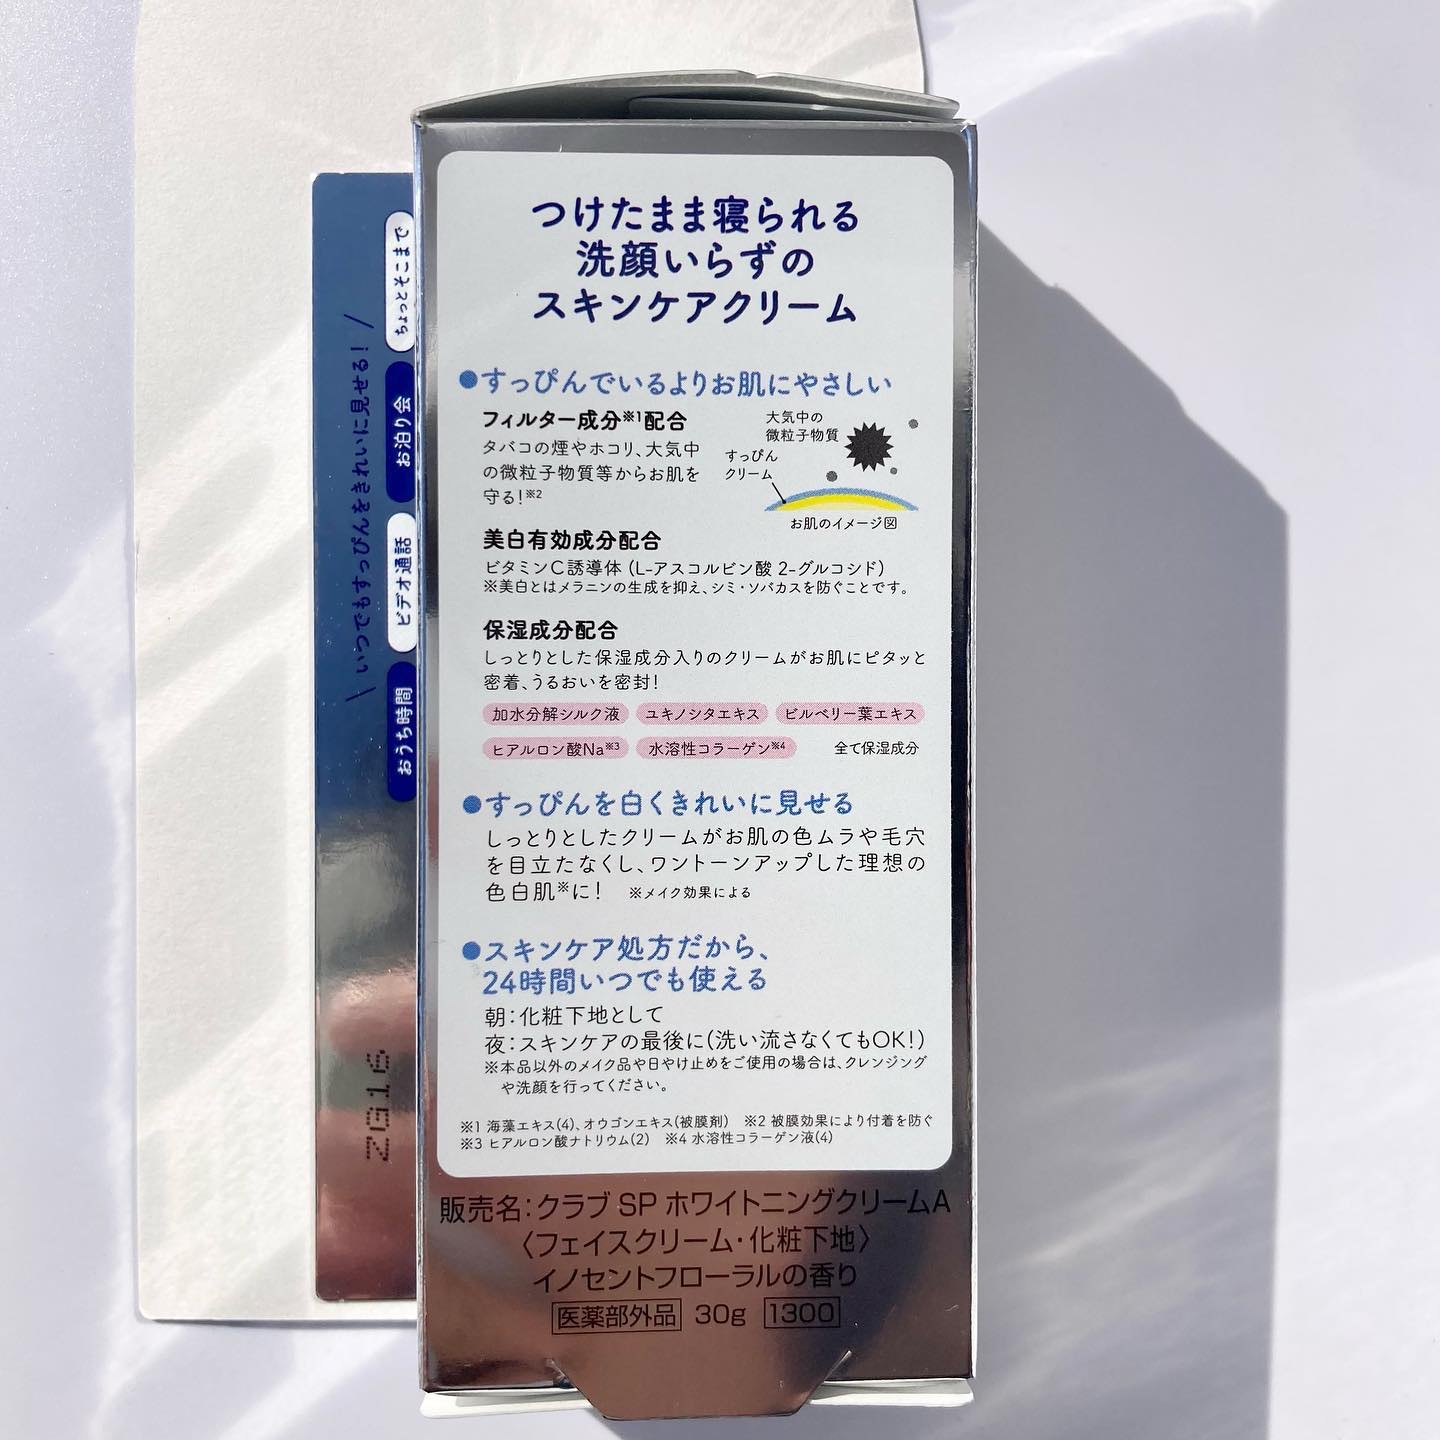 つけたまま寝られる
洗顔いらずの
スキンケアクリーム
●すっぴんでいるよりお肌にやさしい
フィルター成分※1配合
タバコの煙やホコリ、大気中
の微粒子物質等からお肌を
守る!※2
大気中の
微粒子物質
すっぴん
クリーム
お肌のイメージ図
美白有効成分配合
ビタミンC誘導体(L-アスコルビン酸 2-グルコシド)
※美白とはメラニンの生成を抑え、シミ・ソバカスを防ぐことです。
保湿成分配合
しっとりとした保湿成分入りのクリームがお肌にピタッと
密着、うるおいを密封!
加水分解シルク液 ユキノシタエキス ビルベリー葉エキス
ヒアルロン酸Na※3 水溶性コラーゲン※4 全て保湿成分
●すっぴんを白くきれいに見せる
しっとりとしたクリームがお肌の色ムラや毛穴
を目立たなくし、ワントーンアップした理想の
色白肌※に! ※メイク効果による
●スキンケア処方だから、
24時間いつでも使える
朝:化粧下地として
夜:スキンケアの最後に(洗い流さなくてもOK!)
※本品以外のメイク品や日やけ止めをご使用の場合は、クレンジング
や洗顔を行ってください。
※1 海藻エキス(4)、オウゴンエキス(被膜剤) ※2 被膜効果により付着を防ぐ
※3 ヒアルロン酸ナトリウム(2) ※4 水溶性コラーゲン液(4)
販売名:クラブ SP ホワイトニングクリームA
〈フェイスクリーム・化粧下地〉
イノセントフローラルの香り
医薬部外品 30g 1300
\ いつでもすっぴんをきれいに見せる! /
おうち時間
ビデオ通話
お泊り会
ちょっとそこまで